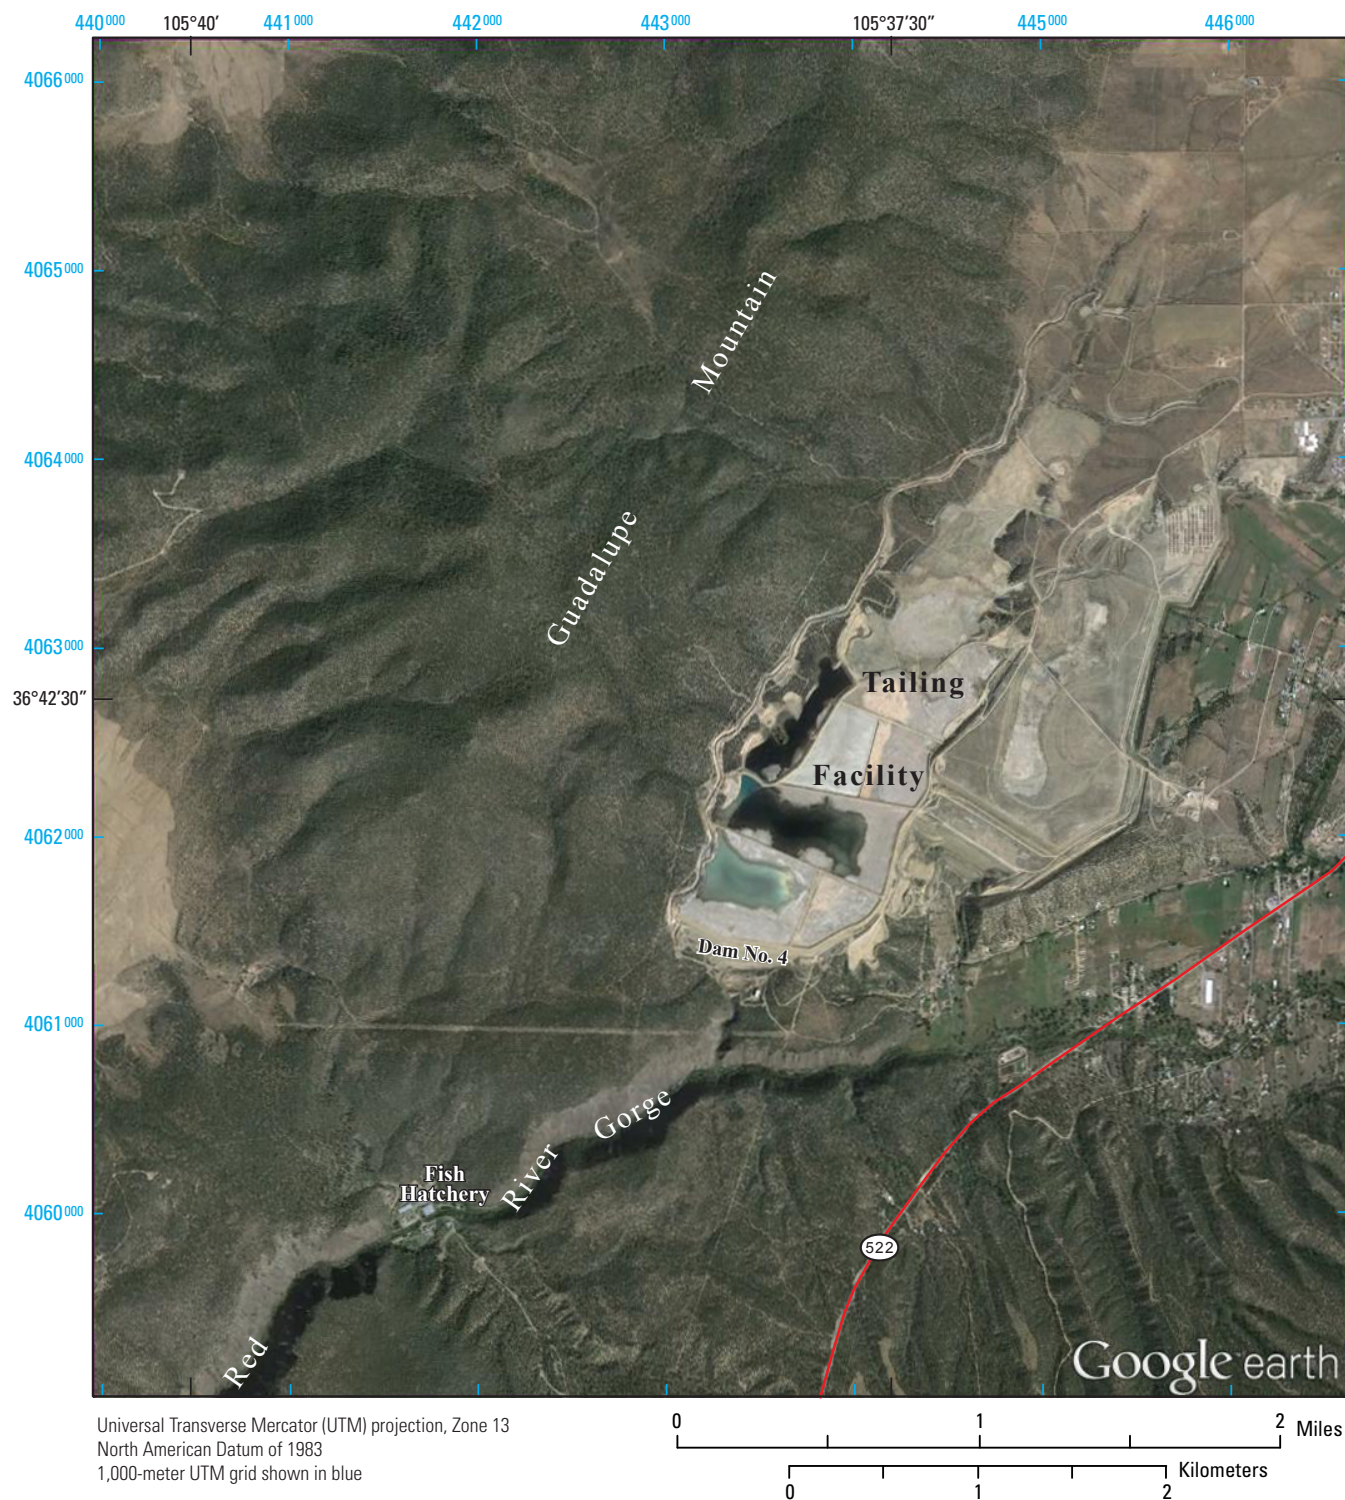 440000 105°40′ 441000 442000 443000 105°37′30″ 445000 446000
4066000
4065000
Mountain
4064000
Guadalupe
4063000
36°42′30″
Tailing
Facility
4062000
Dam No. 4
4061000
Gorge
River
Fish
Hatchery
4060000
522
Red
Google earth
Universal Transverse Mercator (UTM) projection, Zone 13
North American Datum of 1983
1,000-meter UTM grid shown in blue
0 1 2 Miles
Kilometers
0 1 2